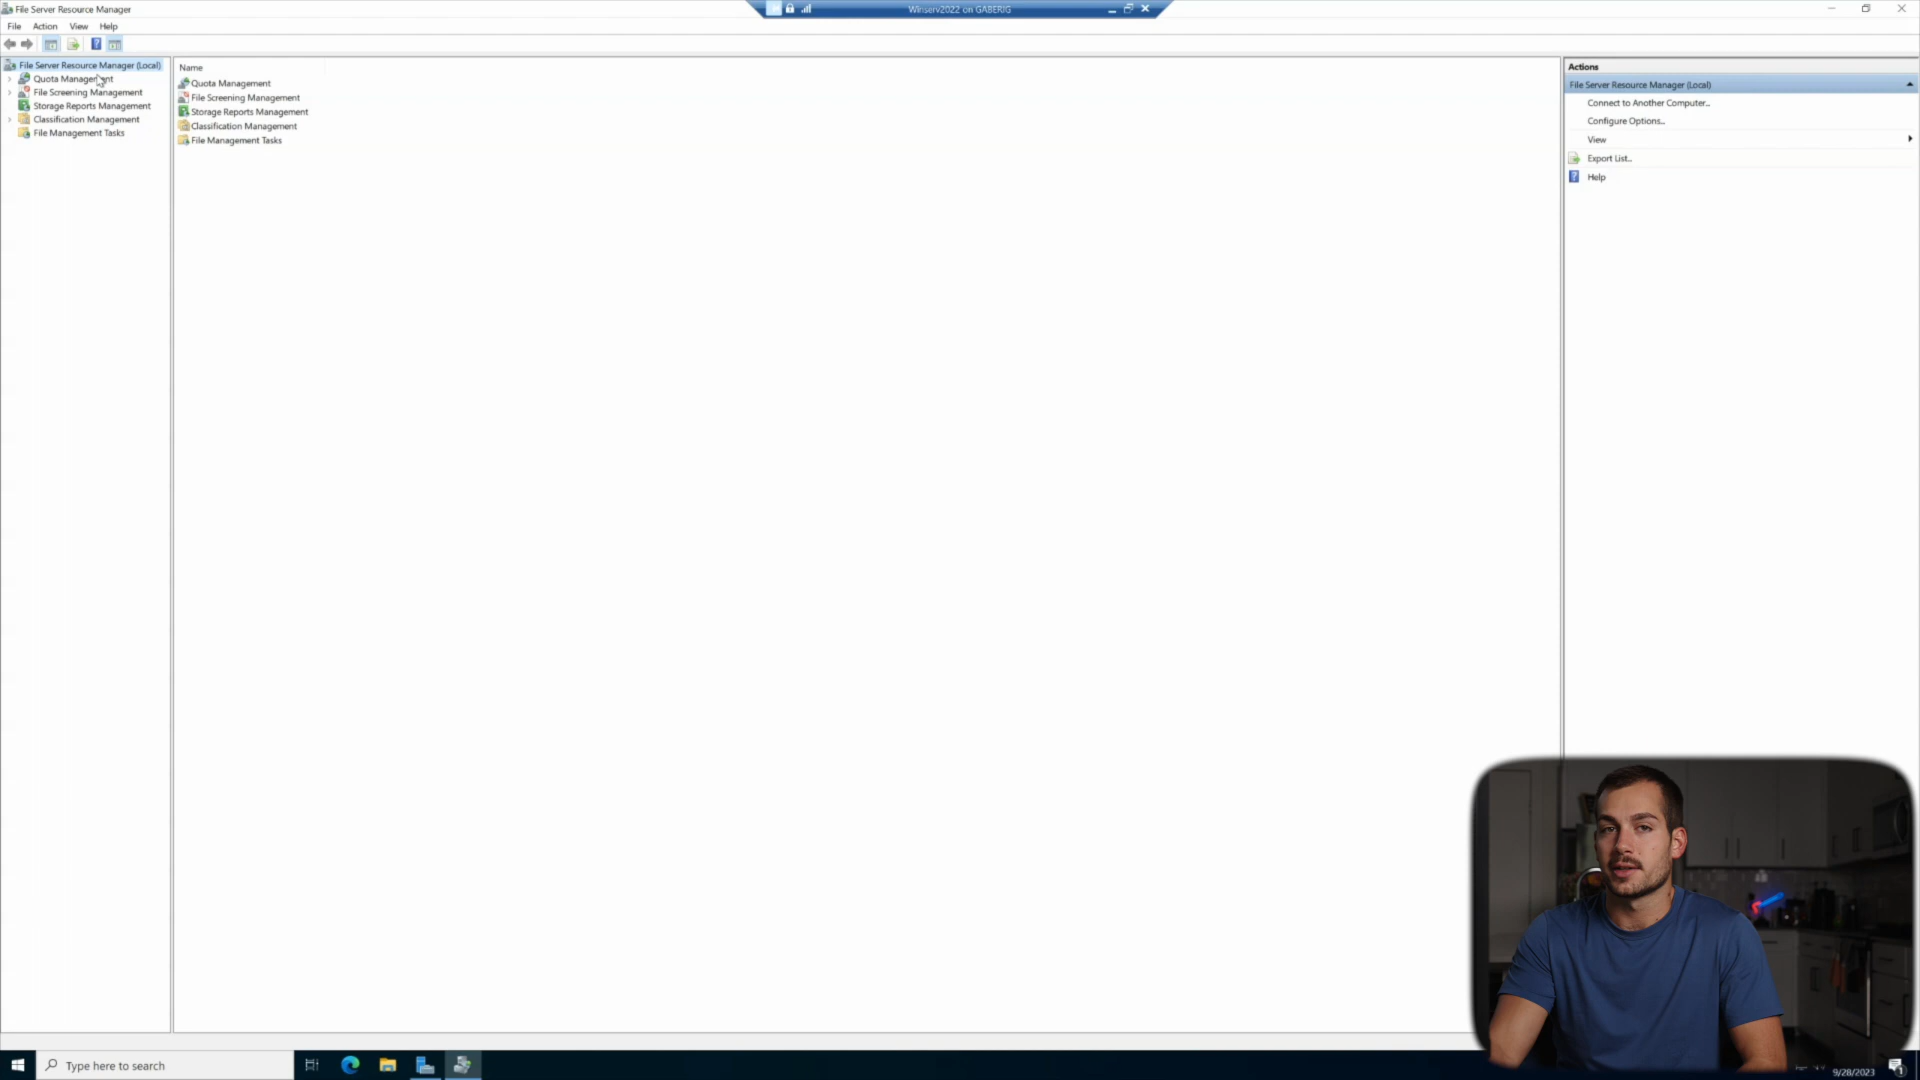 File Server Resource Manager
Winserv2022 on GABERIG
File Action View Help
File Server Resource Manager (Local)
Quota Management
File Screening Management
Storage Reports Management
Classification Management
File Management Tasks
Name
Quota Management
File Screening Management
Storage Reports Management
Classification Management
File Management Tasks
Actions
File Server Resource Manager (Local)
Connect to Another Computer...
Configure Options...
View
Export List...
Help
Type here to search
9/28/2023
1